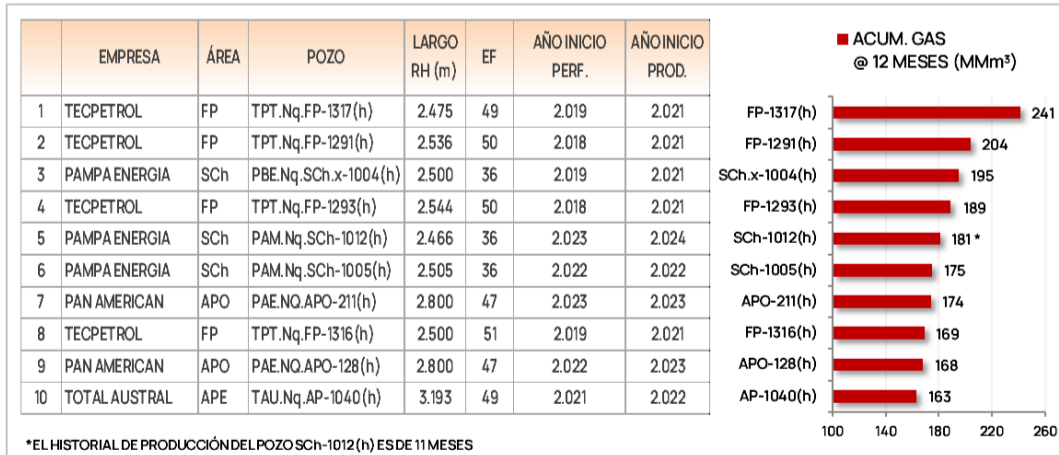 EMPRESA ÁREA POZO LARGO RH (m) EF AÑO INICIO PERF. AÑO INICIO PROD.
1 TECPETROL FP TPT.Nq.FP-1317(h) 2.475 49 2.019 2.021
2 TECPETROL FP TPT.Nq.FP-1291(h) 2.536 50 2.018 2.021
3 PAMPA ENERGIA SCh PBE.Nq.SCh.x-1004(h) 2.500 36 2.019 2.021
4 TECPETROL FP TPT.Nq.FP-1293(h) 2.544 50 2.018 2.021
5 PAMPA ENERGIA SCh PAM.Nq.SCh-1012(h) 2.466 36 2.023 2.024
6 PAMPA ENERGIA SCh PAM.Nq.SCh-1005(h) 2.505 36 2.022 2.022
7 PAN AMERICAN APO PAE.NQ.APO-211(h) 2.800 47 2.023 2.023
8 TECPETROL FP TPT.Nq.FP-1316(h) 2.500 51 2.019 2.021
9 PAN AMERICAN APO PAE.NQ.APO-128(h) 2.800 47 2.022 2.023
10 TOTAL AUSTRAL APE TAU.Nq.AP-1040(h) 3.193 49 2.021 2.022
*EL HISTORIAL DE PRODUCCIÓN DEL POZO SCh-1012(h) ES DE 11 MESES
ACUM. GAS
@ 12 MESES (MMm³)
FP-1317(h) 241
FP-1291(h) 204
SCh.x-1004(h) 195
FP-1293(h) 189
SCh-1012(h) 181 *
SCh-1005(h) 175
APO-211(h) 174
FP-1316(h) 169
APO-128(h) 168
AP-1040(h) 163
100 140 180 220 260